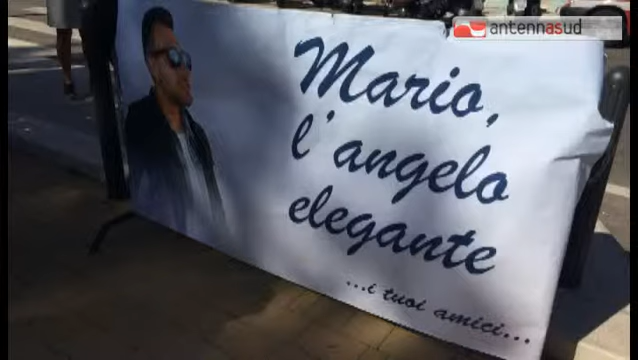 antennasud
Mario,
l'angelo
elegante
...i tuoi amici...